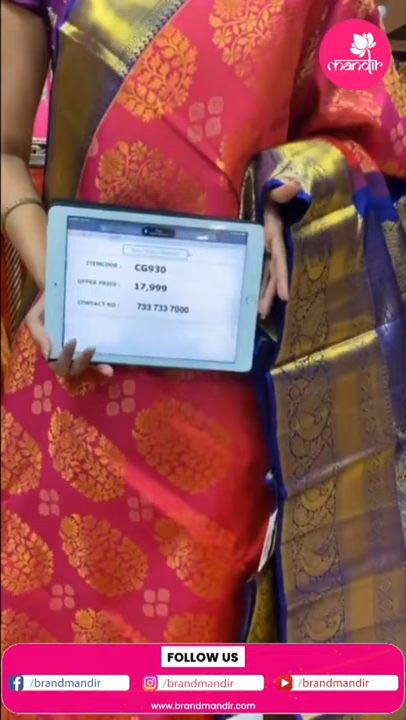 mandir
ITEMCODE : CG930
OFFER PRICE : 17,999
CONTACT NO : 733 733 7000
FOLLOW US
/brandmandir /brandmandir /brandmandir
www.brandmandir.com